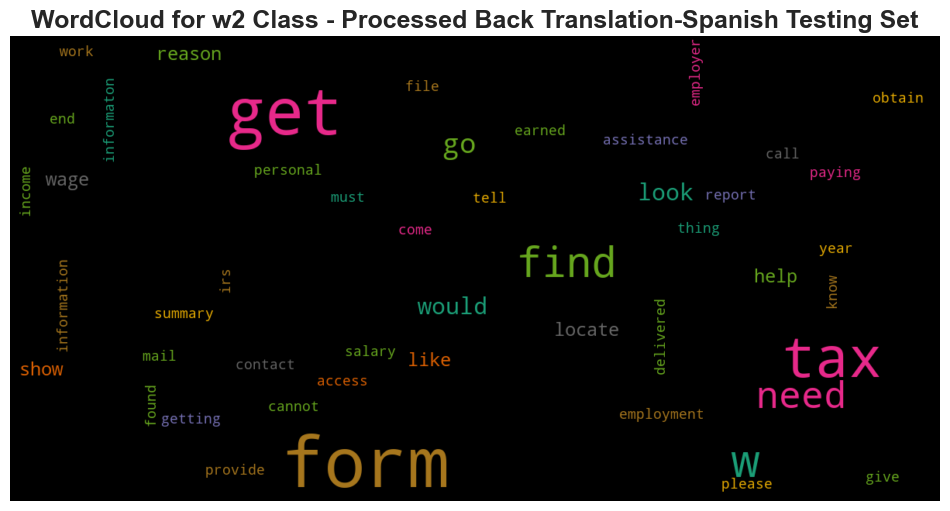 WordCloud for w2 Class - Processed Back Translation-Spanish Testing Set
work
reason
employer
file
obtain
informaton
get
end
earned
go
assistance
call
personal
paying
wage
income
must
tell
look
report
come
thing
find
year
information
irs
help
know
summary
would
delivered
locate
mail
salary
contact
like
tax
show
access
need
found
cannot
getting
employment
form
w
provide
please
give